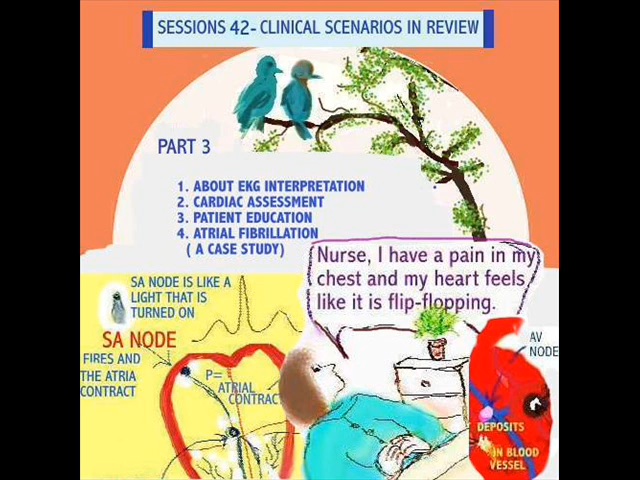 SESSIONS 42- CLINICAL SCENARIOS IN REVIEW
PART 3
1. ABOUT EKG INTERPRETATION
2. CARDIAC ASSESSMENT
3. PATIENT EDUCATION
4. ATRIAL FIBRILLATION
( A CASE STUDY)
Nurse, I have a pain in my
chest and my heart feels
like it is flip-flopping.
SA NODE IS LIKE A
LIGHT THAT IS
TURNED ON
SA NODE
FIRES AND
THE ATRIA
CONTRACT
P=
ATRIAL
CONTRACT
AV
NODE
DEPOSITS
IN BLOOD
VESSEL